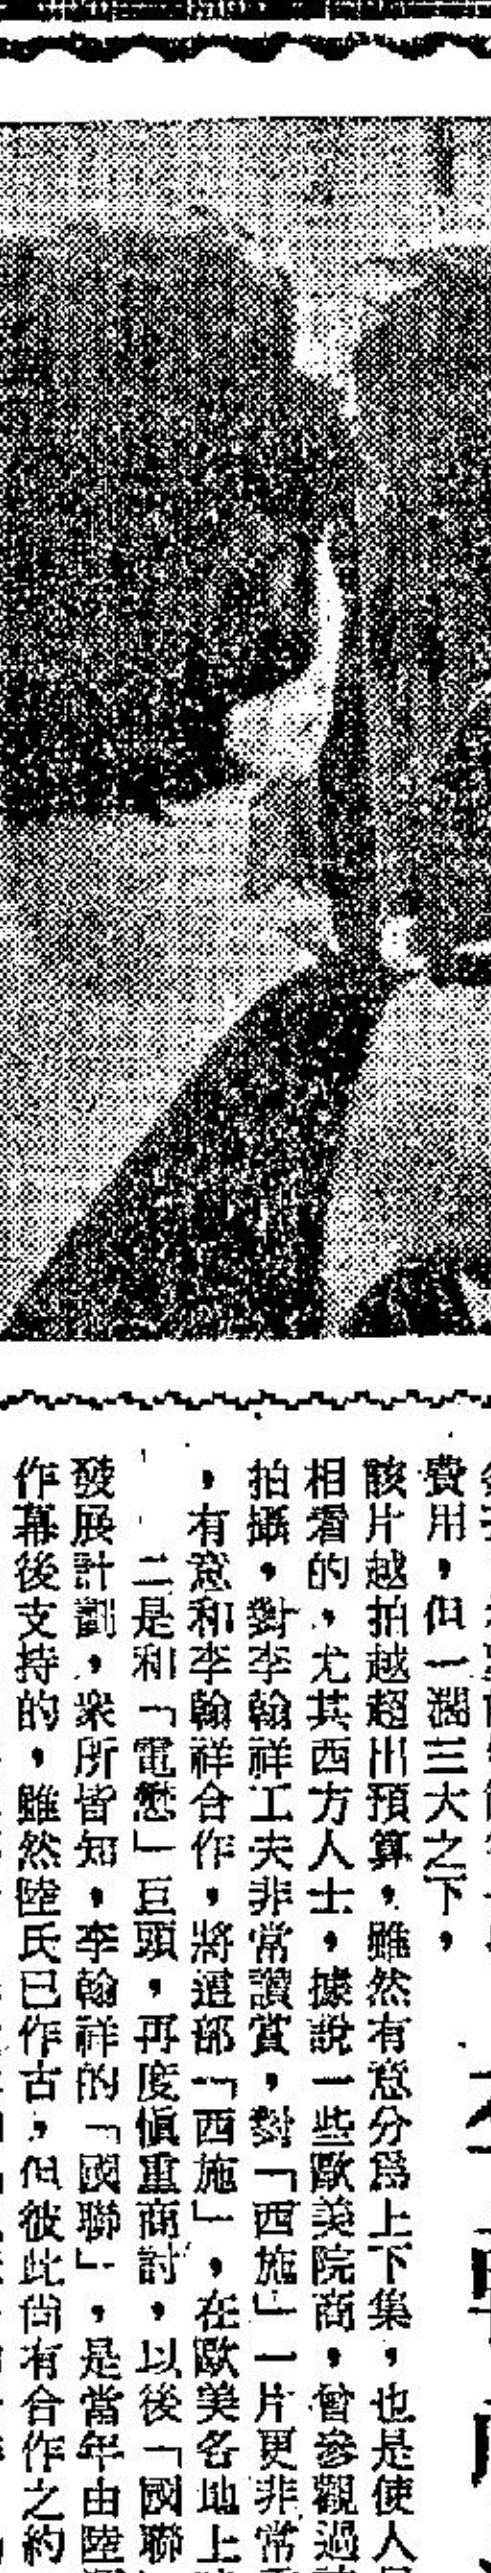 費用，但一濶三大之下，
該片越拍越超出預算，雖然有意分爲上下集，也是使人
相看的，尤其西方人士，據說一些歐美院商，曾參觀過
拍攝，對李翰祥工夫非常讚賞，對「西施」一片更非常
，有意和李翰祥合作，將這部「西施」，在歐美各地上
二是和「電懋」巨頭，再度愼重商討，以後「國聯
發展計劃，衆所皆知，李翰祥的「國聯」，是當年由陸
作幕後支持的，雖然陸氏已作古，但彼此尙有合作之約